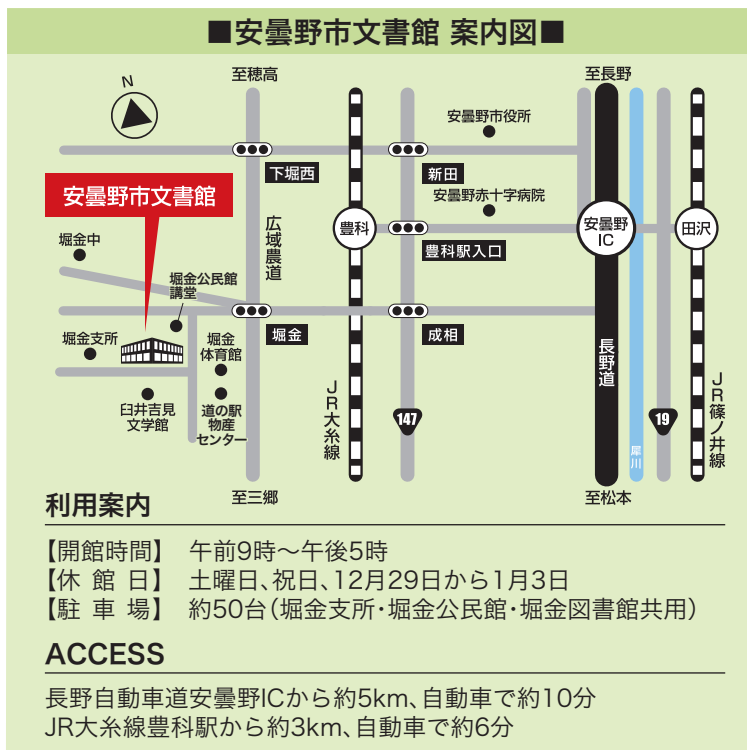 ■安曇野市文書館 案内図■
至穂高
至長野
N
安曇野市役所
下堀西
新田
安曇野市文書館
安曇野赤十字病院
広域農道
豊科
安曇野
IC
田沢
堀金中
豊科駅入口
堀金公民館
講堂
堀金支所
堀金
体育館
堀金
成相
長野道
臼井吉見
文学館
道の駅
物産
センター
JR大糸線
147
19
JR篠ノ井線
犀川
至三郷
至松本
利用案内
【開館時間】 午前9時～午後5時
【休 館 日】 土曜日、祝日、12月29日から1月3日
【駐 車 場】 約50台(堀金支所・堀金公民館・堀金図書館共用)
ACCESS
長野自動車道安曇野ICから約5km、自動車で約10分
JR大糸線豊科駅から約3km、自動車で約6分